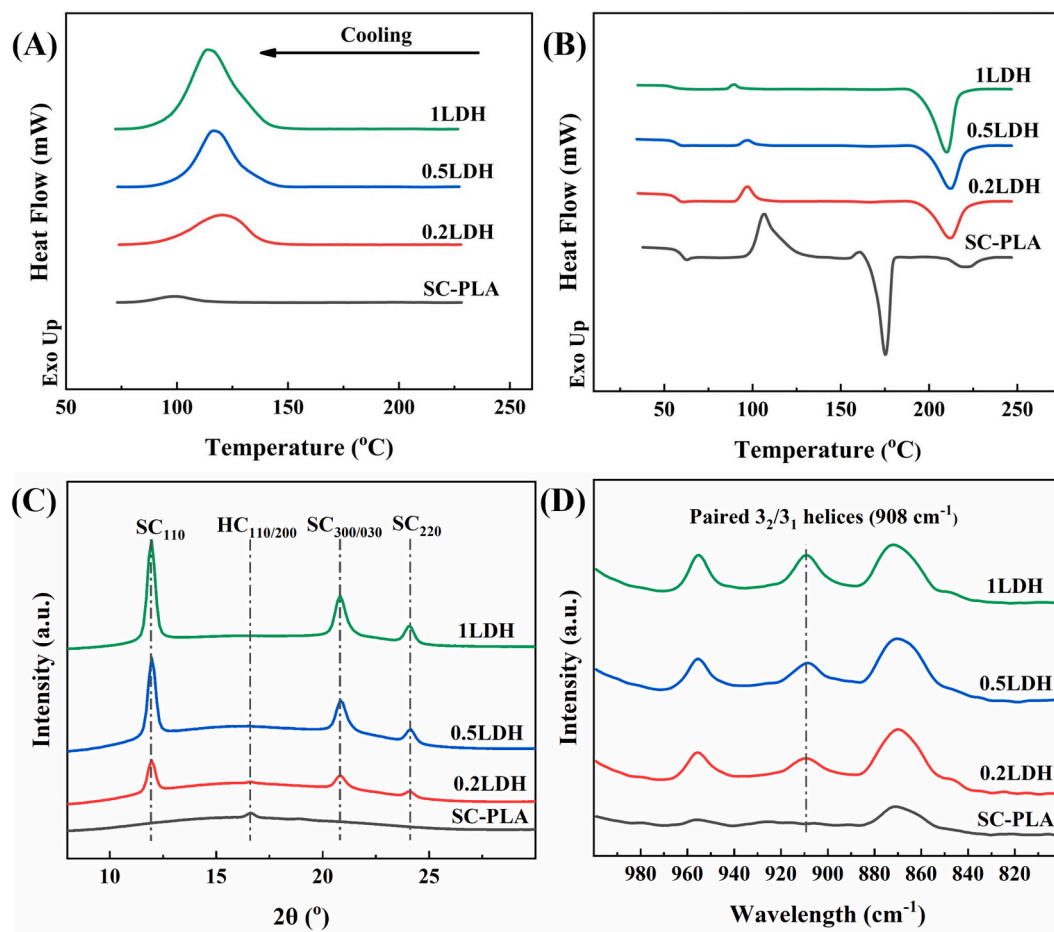 (A)
Cooling
1LDH
0.5LDH
0.2LDH
SC-PLA
Heat Flow (mW)
Exo Up
50 100 150 200 250
Temperature (°C)
(B)
1LDH
0.5LDH
0.2LDH
SC-PLA
Heat Flow (mW)
Exo Up
50 100 150 200 250
Temperature (°C)
(C)
SC110 HC110/200 SC300/030 SC220
1LDH
0.5LDH
0.2LDH
SC-PLA
Intensity (a.u.)
10 15 20 25
2θ (°)
(D)
Paired 3₂/3₁ helices (908 cm⁻¹)
1LDH
0.5LDH
0.2LDH
SC-PLA
Intensity (a.u.)
980 960 940 920 900 880 860 840 820
Wavelength (cm⁻¹)